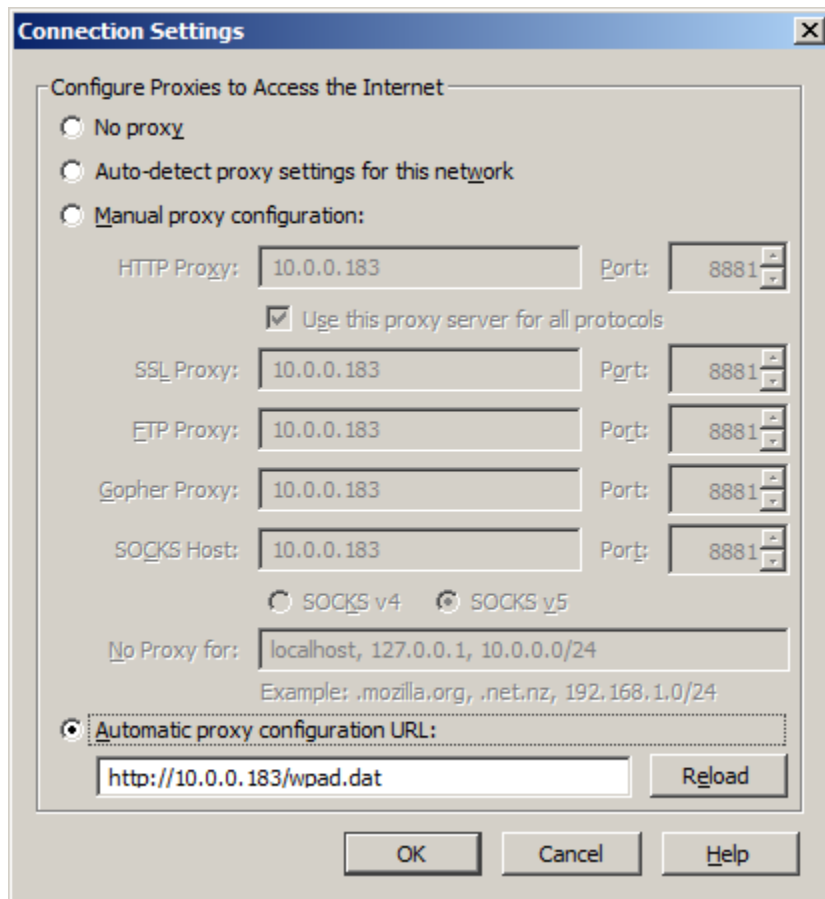 Connection Settings
Configure Proxies to Access the Internet
No proxy
Auto-detect proxy settings for this network
Manual proxy configuration:
HTTP Proxy: 10.0.0.183 Port: 8881
Use this proxy server for all protocols
SSL Proxy: 10.0.0.183 Port: 8881
FTP Proxy: 10.0.0.183 Port: 8881
Gopher Proxy: 10.0.0.183 Port: 8881
SOCKS Host: 10.0.0.183 Port: 8881
SOCKS v4 SOCKS v5
No Proxy for: localhost, 127.0.0.1, 10.0.0.0/24
Example: .mozilla.org, .net.nz, 192.168.1.0/24
Automatic proxy configuration URL:
http://10.0.0.183/wpad.dat Reload
OK Cancel Help